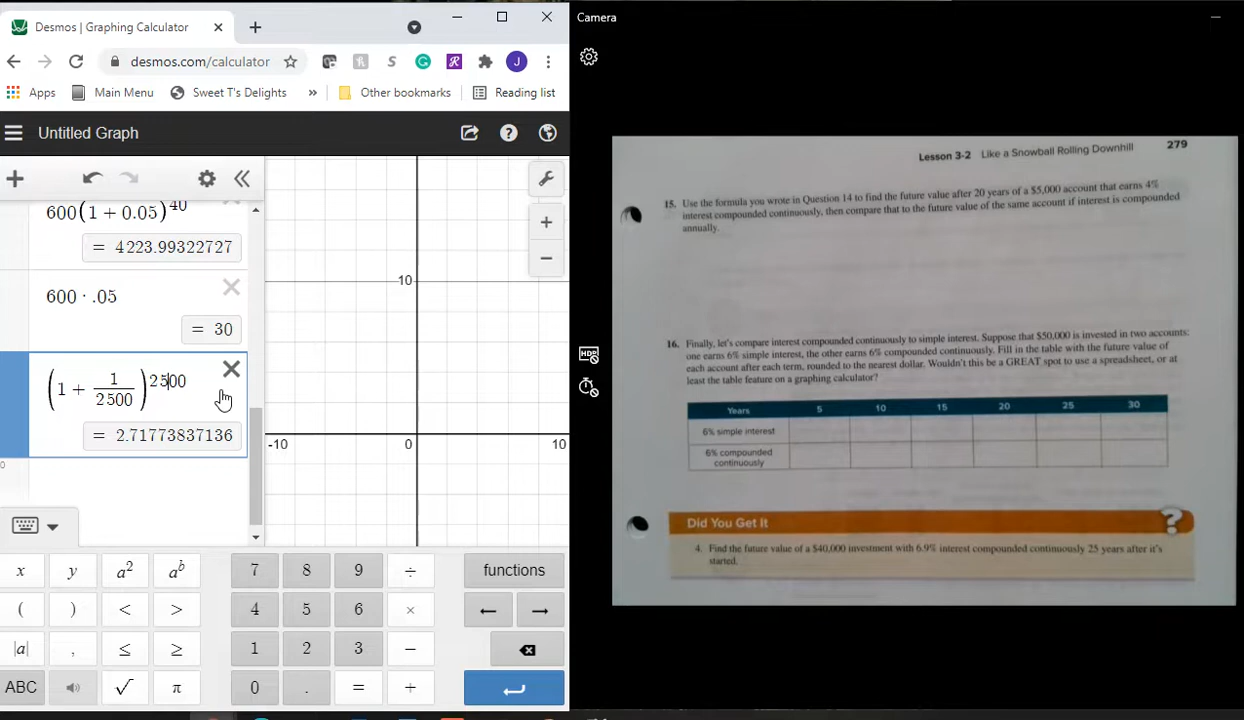 Desmos | Graphing Calculator
desmos.com/calculator
J
Apps Main Menu Sweet T's Delights » Other bookmarks Reading list
Untitled Graph
600(1 + 0.05)^40
= 4223.99322727
600 · .05
= 30
(1 + 1/2500)^2500
= 2.71773837136
10
-10 0 10
x y a² aᵇ 7 8 9 ÷ functions
( ) < > 4 5 6 × ← →
|a| , ≤ ≥ 1 2 3 −
ABC √ π 0 . = +
Camera
HDR
Lesson 3-2 Like a Snowball Rolling Downhill 279
15. Use the formula you wrote in Question 14 to find the future value after 20 years of a $5,000 account that earns 4%
interest compounded continuously, then compare that to the future value of the same account if interest is compounded
annually.
16. Finally, let's compare interest compounded continuously to simple interest. Suppose that $50,000 is invested in two accounts:
one earns 6% simple interest, the other earns 6% compounded continuously. Fill in the table with the future value of
each account after each term, rounded to the nearest dollar. Wouldn't this be a GREAT spot to use a spreadsheet, or at
least the table feature on a graphing calculator?
Years 5 10 15 20 25 30
6% simple interest
6% compounded
continuously
Did You Get It
?
4. Find the future value of a $40,000 investment with 6.9% interest compounded continuously 25 years after it's
started.